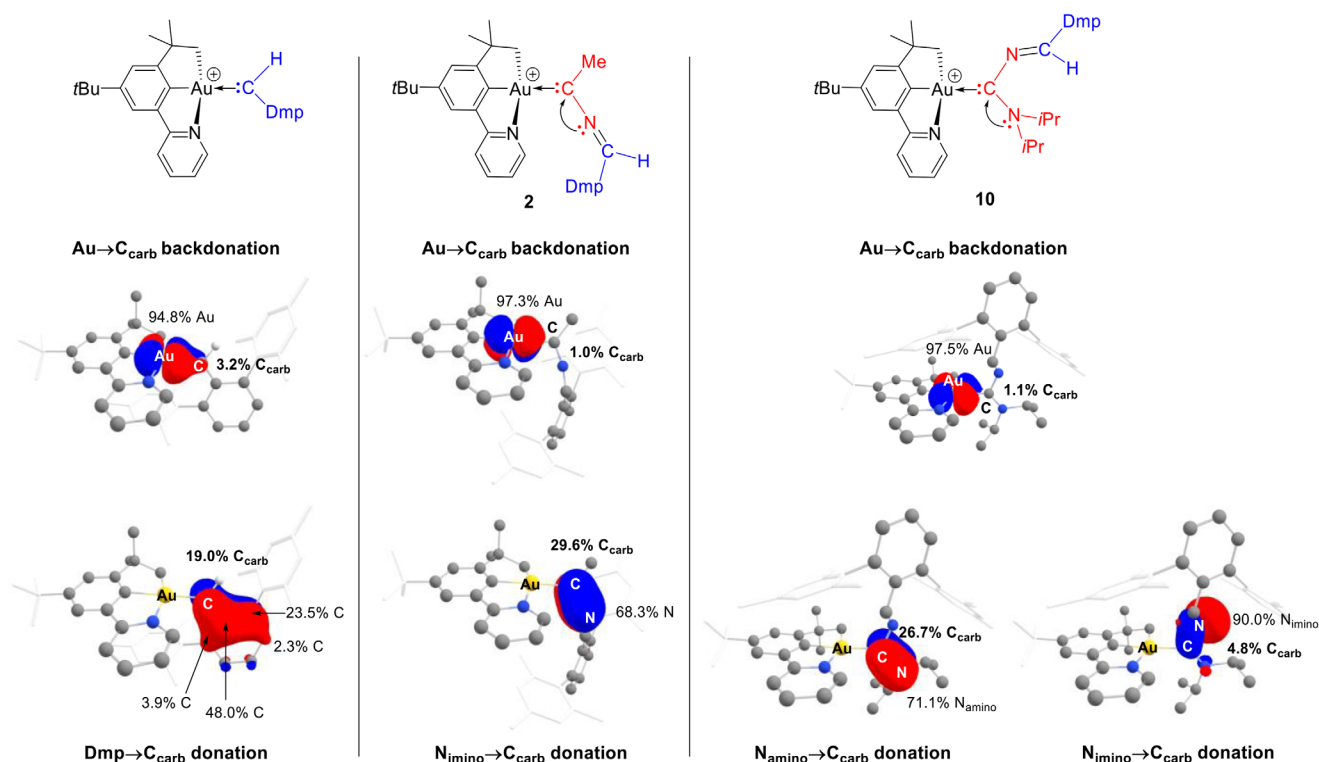 H
tBu
Au
⊕
:C
Dmp
N
tBu
Au
⊕
Me
:C
N
C
H
Dmp
N
2
Dmp
N
C
H
tBu
Au
⊕
:C
N
iPr
iPr
N
10
Au→Ccarb backdonation
Au→Ccarb backdonation
Au→Ccarb backdonation
94.8% Au
Au
C
3.2% Ccarb
97.3% Au
Au
C
1.0% Ccarb
97.5% Au
Au
C
1.1% Ccarb
19.0% Ccarb
Au
C
23.5% C
2.3% C
3.9% C
48.0% C
29.6% Ccarb
Au
C
N
68.3% N
26.7% Ccarb
Au
C
N
71.1% Namino
90.0% Nimino
N
Au
C
4.8% Ccarb
Dmp→Ccarb donation
Nimino→Ccarb donation
Namino→Ccarb donation
Nimino→Ccarb donation